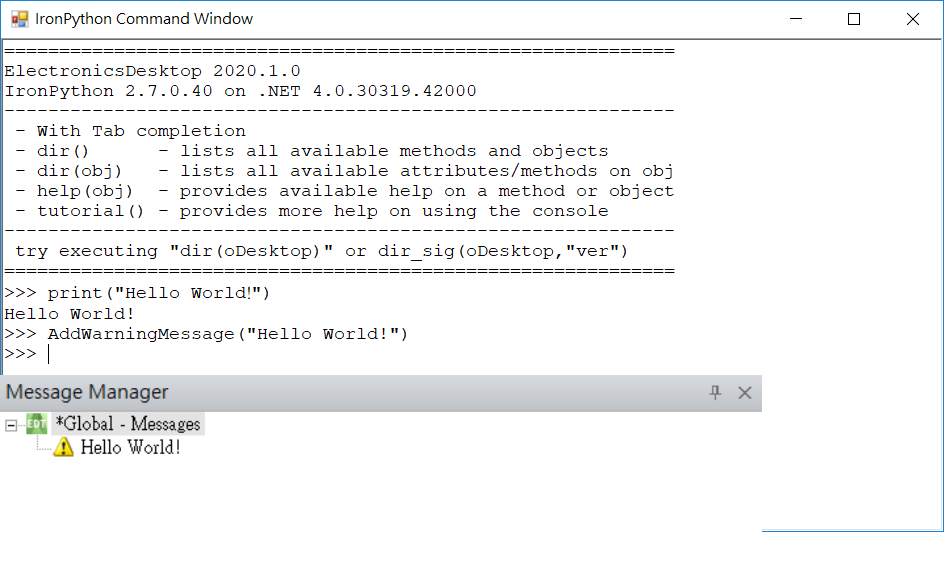 IronPython Command Window
==============================================================
ElectronicsDesktop 2020.1.0
IronPython 2.7.0.40 on .NET 4.0.30319.42000
--------------------------------------------------------------
 - With Tab completion
 - dir()      - lists all available methods and objects
 - dir(obj)   - lists all available attributes/methods on obj
 - help(obj)  - provides available help on a method or object
 - tutorial() - provides more help on using the console
--------------------------------------------------------------
 try executing "dir(oDesktop)" or dir_sig(oDesktop,"ver")
==============================================================
>>> print("Hello World!")
Hello World!
>>> AddWarningMessage("Hello World!")
>>>
Message Manager
EDT *Global - Messages
Hello World!